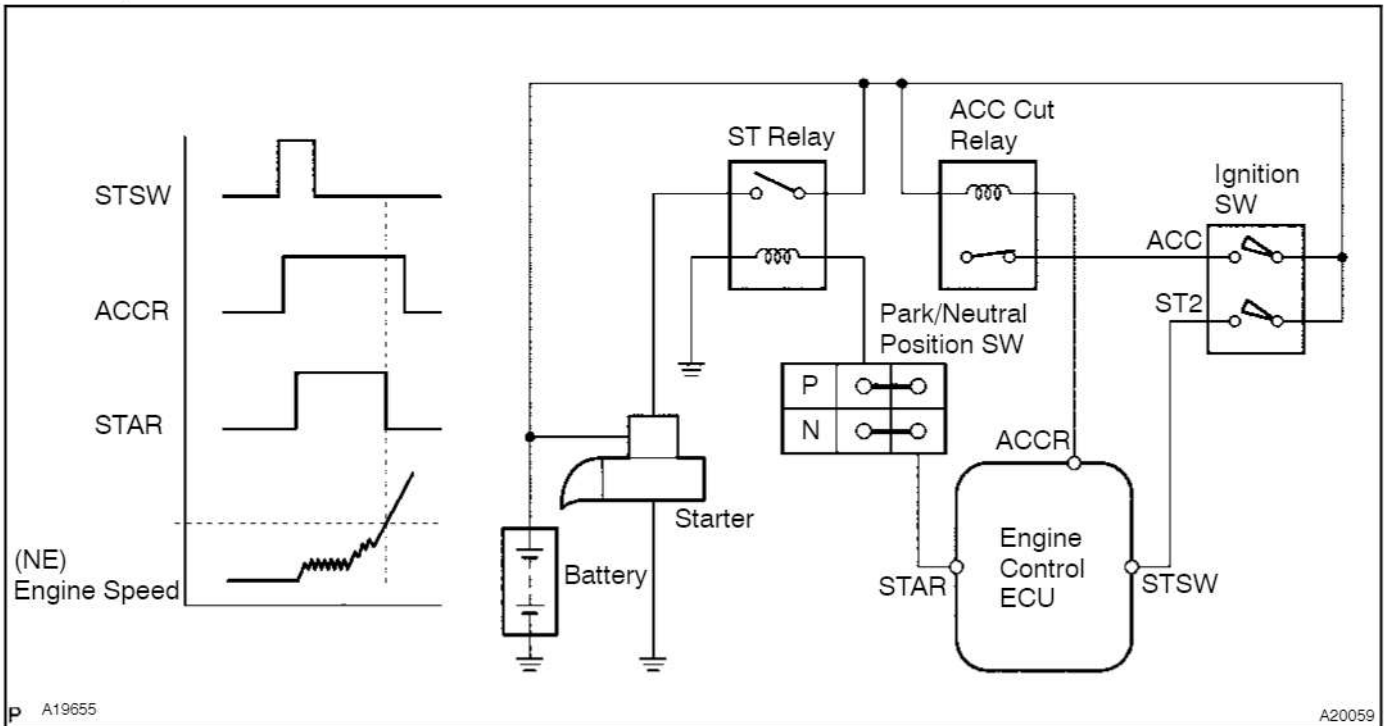 STSW
ACCR
STAR
(NE)
Engine Speed
ST Relay
ACC Cut
Relay
Ignition
SW
ACC
ST2
Park/Neutral
Position SW
P
N
ACCR
Starter
Battery
Engine
Control
ECU
STAR
STSW
P A19655
A20059